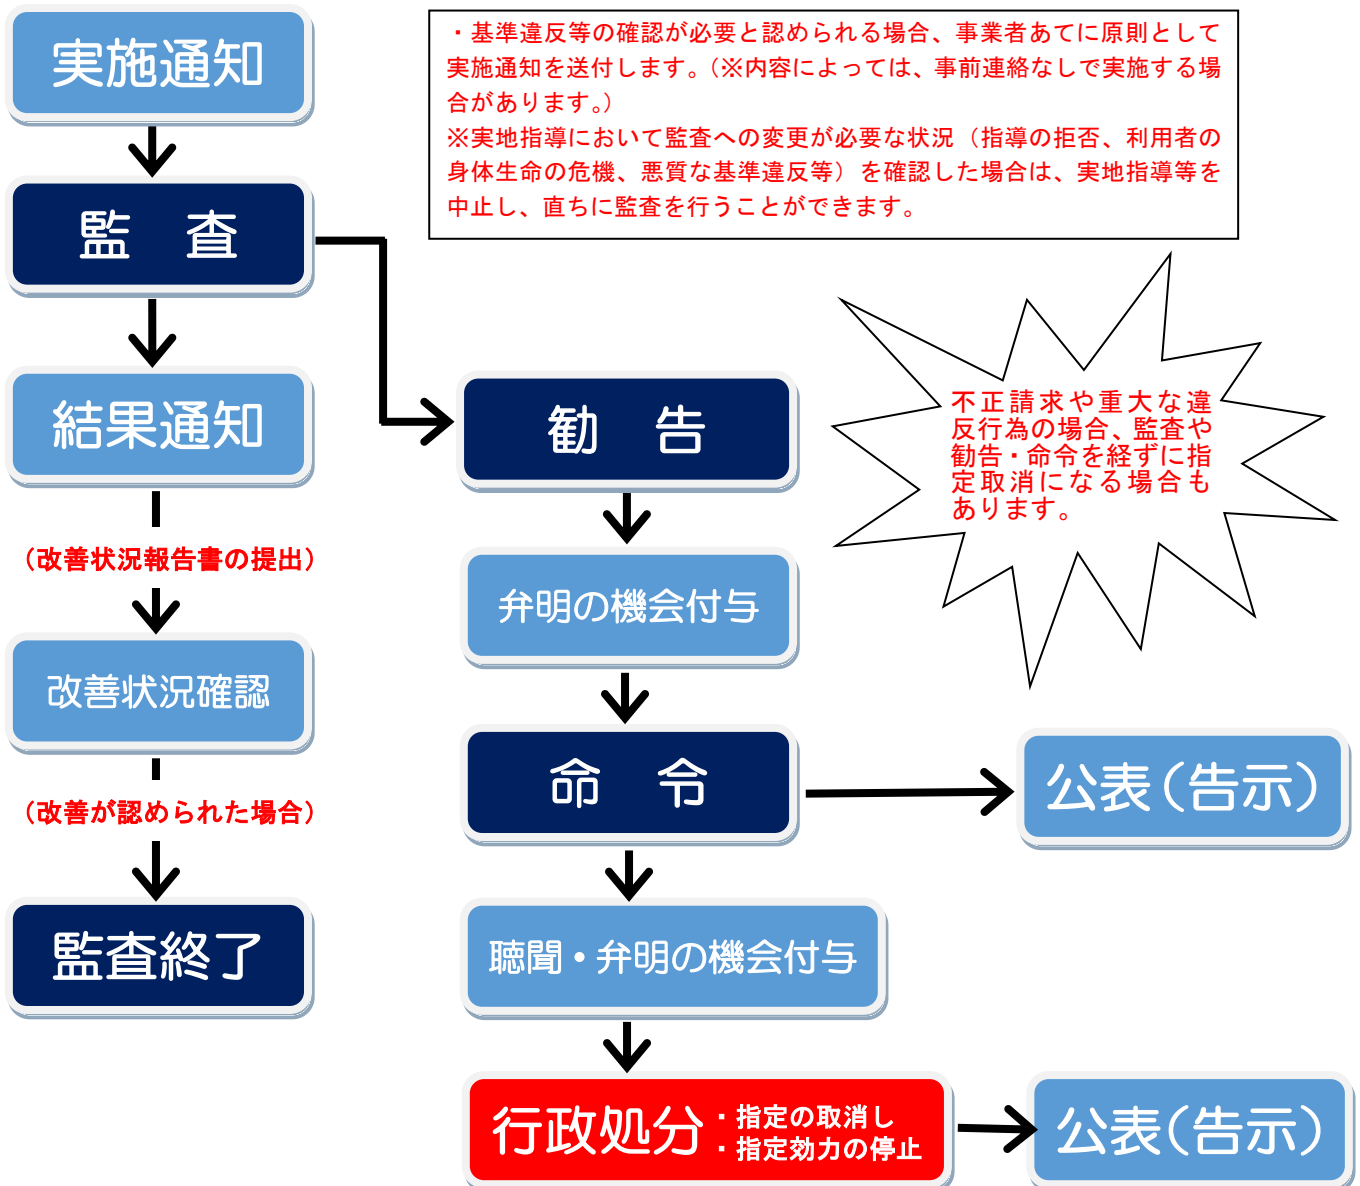 実施通知
・基準違反等の確認が必要と認められる場合、事業者あてに原則として
実施通知を送付します。（※内容によっては、事前連絡なしで実施する場
合があります。）
※実地指導において監査への変更が必要な状況（指導の拒否、利用者の
身体生命の危機、悪質な基準違反等）を確認した場合は、実地指導等を
中止し、直ちに監査を行うことができます。
監　査
結果通知
（改善状況報告書の提出）
改善状況確認
（改善が認められた場合）
監査終了
勧　告
弁明の機会付与
命　令
公表（告示）
聴聞・弁明の機会付与
行政処分
・指定の取消し
・指定効力の停止
公表（告示）
不正請求や重大な違
反行為の場合、監査や
勧告・命令を経ずに指
定取消になる場合も
あります。